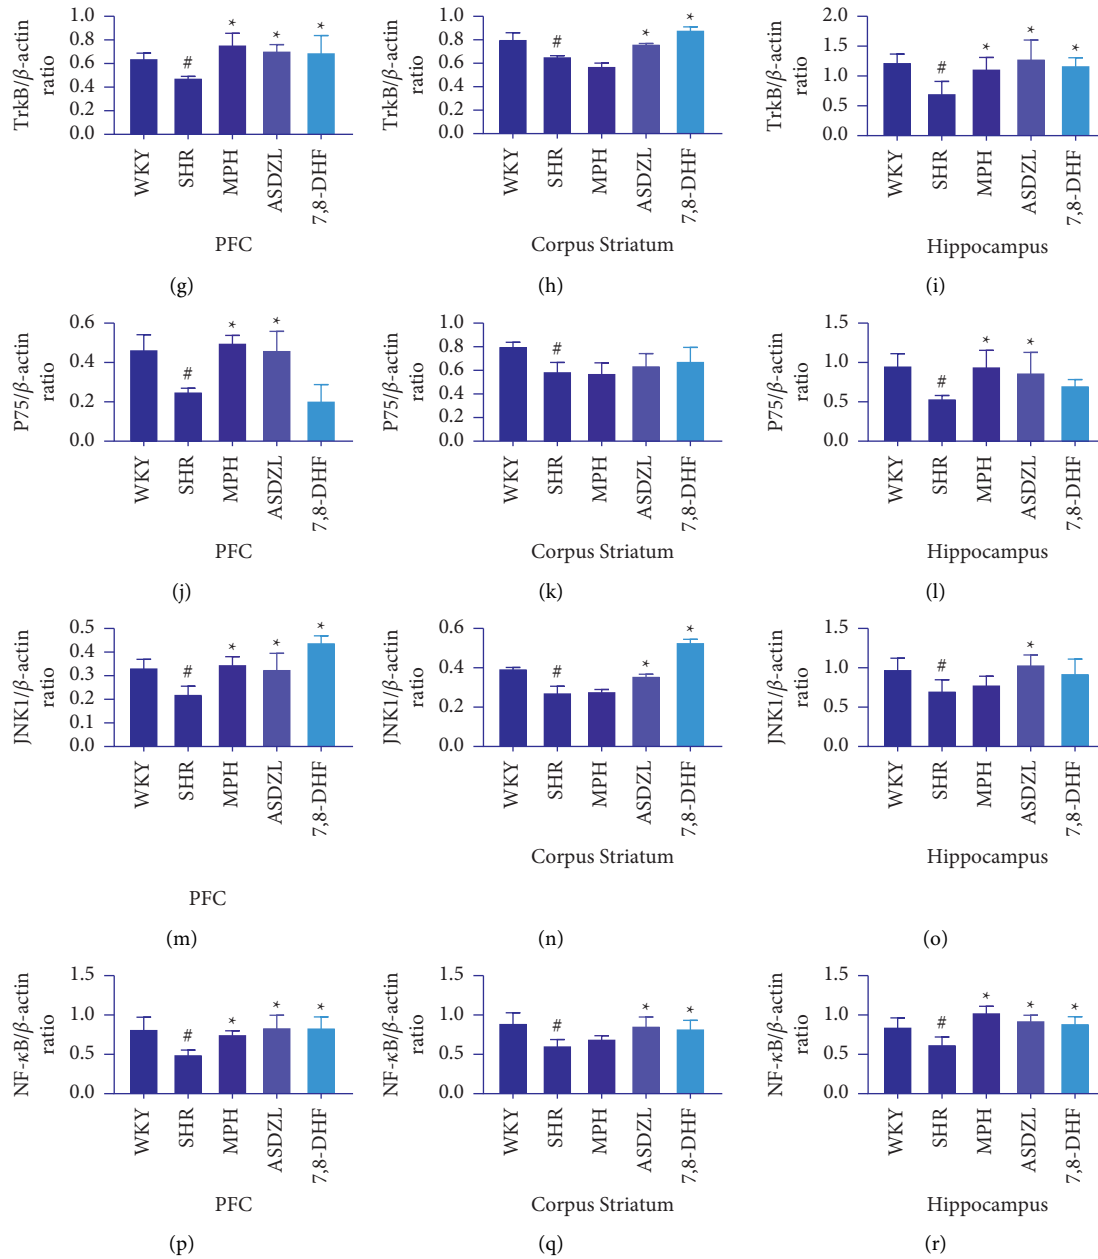 TrkB/β-actin
ratio
1.0
0.8
0.6
0.4
0.2
0.0
#
*
*
*
WKY
SHR
MPH
ASDZL
7,8-DHF
PFC
(g)
TrkB/β-actin
ratio
1.0
0.8
0.6
0.4
0.2
0.0
#
*
*
WKY
SHR
MPH
ASDZL
7,8-DHF
Corpus Striatum
(h)
TrkB/β-actin
ratio
2.0
1.5
1.0
0.5
0.0
#
*
*
*
WKY
SHR
MPH
ASDZL
7,8-DHF
Hippocampus
(i)
P75/β-actin
ratio
0.6
0.4
0.2
0.0
#
*
*
WKY
SHR
MPH
ASDZL
7,8-DHF
PFC
(j)
P75/β-actin
ratio
1.0
0.8
0.6
0.4
0.2
0.0
#
WKY
SHR
MPH
ASDZL
7,8-DHF
Corpus Striatum
(k)
P75/β-actin
ratio
1.5
1.0
0.5
0.0
#
*
*
WKY
SHR
MPH
ASDZL
7,8-DHF
Hippocampus
(l)
JNK1/β-actin
ratio
0.5
0.4
0.3
0.2
0.1
0.0
#
*
*
*
WKY
SHR
MPH
ASDZL
7,8-DHF
PFC
(m)
JNK1/β-actin
ratio
0.6
0.4
0.2
0.0
#
*
*
WKY
SHR
MPH
ASDZL
7,8-DHF
Corpus Striatum
(n)
JNK1/β-actin
ratio
1.5
1.0
0.5
0.0
#
*
WKY
SHR
MPH
ASDZL
7,8-DHF
Hippocampus
(o)
NF-κB/β-actin
ratio
1.5
1.0
0.5
0.0
#
*
*
*
WKY
SHR
MPH
ASDZL
7,8-DHF
PFC
(p)
NF-κB/β-actin
ratio
1.5
1.0
0.5
0.0
#
*
*
WKY
SHR
MPH
ASDZL
7,8-DHF
Corpus Striatum
(q)
NF-κB/β-actin
ratio
1.5
1.0
0.5
0.0
#
*
*
*
WKY
SHR
MPH
ASDZL
7,8-DHF
Hippocampus
(r)